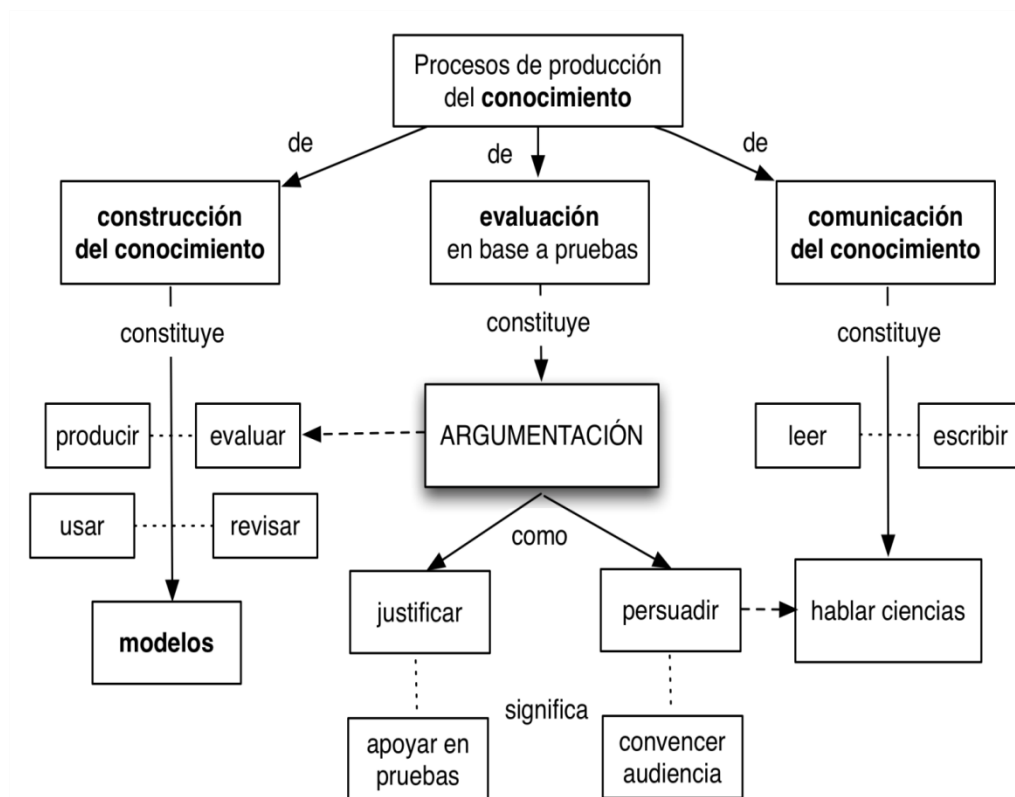 Procesos de producción
del conocimiento
de
de
de
construcción
del conocimiento
evaluación
en base a pruebas
comunicación
del conocimiento
constituye
constituye
constituye
producir
evaluar
ARGUMENTACIÓN
leer
escribir
usar
revisar
como
justificar
persuadir
hablar ciencias
modelos
significa
apoyar en
pruebas
convencer
audiencia